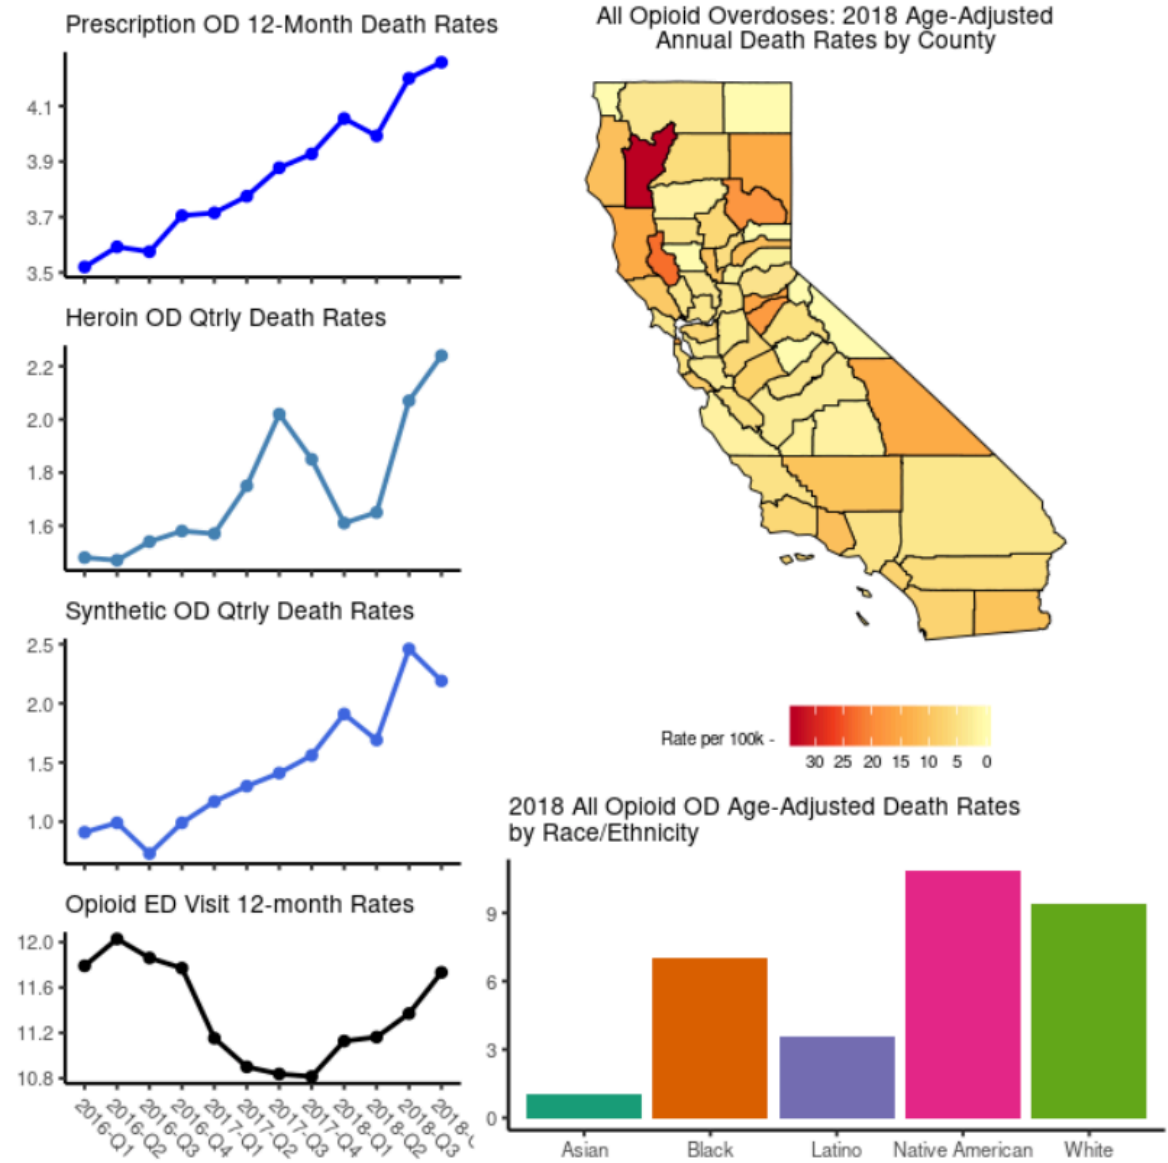 Prescription OD 12-Month Death Rates
4.1
3.9
3.7
3.5
Heroin OD Qtrly Death Rates
2.2
2.0
1.8
1.6
Synthetic OD Qtrly Death Rates
2.5
2.0
1.5
1.0
Opioid ED Visit 12-month Rates
12.0
11.6
11.2
10.8
2016-Q1
2016-Q2
2016-Q3
2016-Q4
2017-Q1
2017-Q2
2017-Q3
2017-Q4
2018-Q1
2018-Q2
2018-Q3
2018-
All Opioid Overdoses: 2018 Age-Adjusted
Annual Death Rates by County
Rate per 100k -
30 25 20 15 10 5 0
2018 All Opioid OD Age-Adjusted Death Rates
by Race/Ethnicity
9
6
3
0
Asian Black Latino Native American White